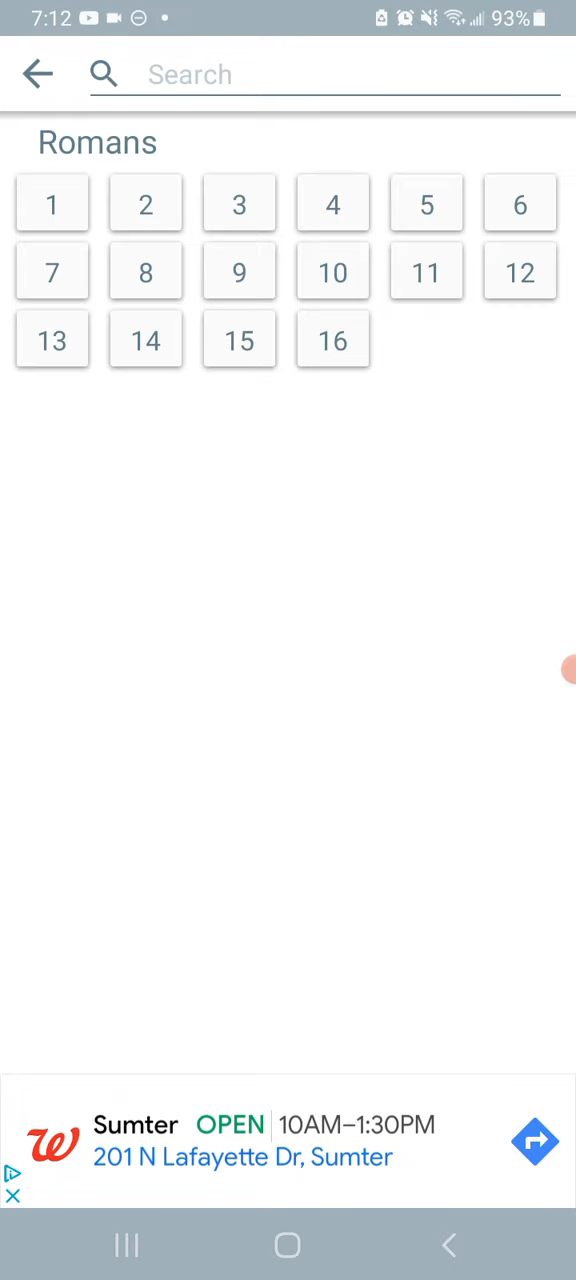 7:12 93%
Search
Romans
1 2 3 4 5 6
7 8 9 10 11 12
13 14 15 16
Sumter OPEN 10AM–1:30PM
201 N Lafayette Dr, Sumter